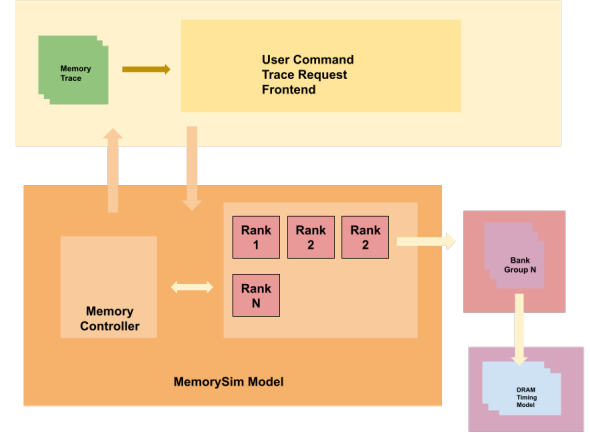 Memory
Trace
User Command
Trace Request
Frontend
Rank
1
Rank
2
Rank
2
Rank
N
Memory
Controller
MemorySim Model
Bank
Group N
DRAM
Timing
Model